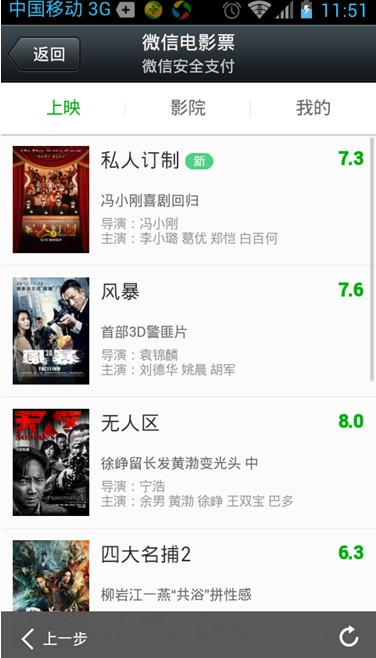 中国移动 3G 11:51
返回
微信电影票
微信安全支付
上映 影院 我的
私人订制 新 7.3
冯小刚喜剧回归
导演：冯小刚
主演：李小璐 葛优 郑恺 白百何
风暴 7.6
首部3D警匪片
导演：袁锦麟
主演：刘德华 姚晨 胡军
风暴
无人区 8.0
徐峥留长发黄渤变光头 中
导演：宁浩
主演：余男 黄渤 徐峥 王双宝 巴多
无人区
四大名捕2 6.3
柳岩江一燕“共浴”拼性感
上一步